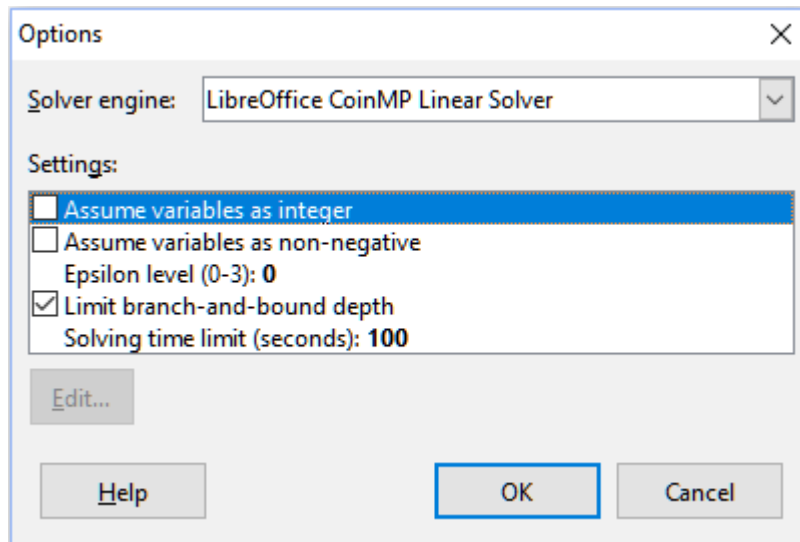 Options
Solver engine: LibreOffice CoinMP Linear Solver
Settings:
Assume variables as integer
Assume variables as non-negative
Epsilon level (0-3): 0
Limit branch-and-bound depth
Solving time limit (seconds): 100
Edit...
Help OK Cancel